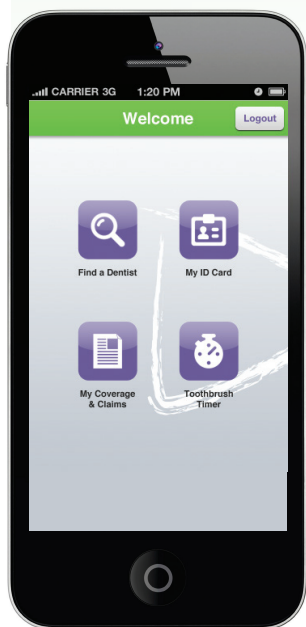 CARRIER 3G 1:20 PM
Welcome
Logout
Find a Dentist
My ID Card
My Coverage
& Claims
Toothbrush
Timer